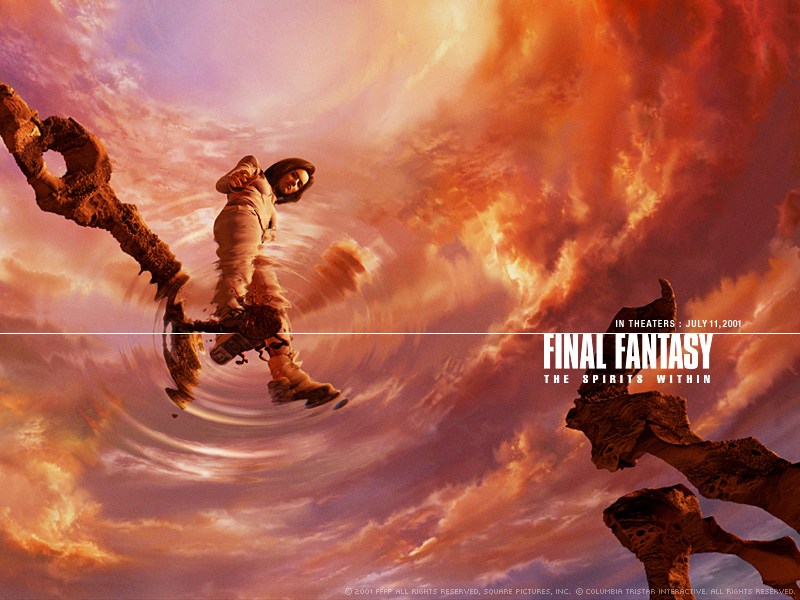 IN THEATERS : JULY 11, 2001
FINAL FANTASY
THE SPIRITS WITHIN
© 2001 FFFP ALL RIGHTS RESERVED, SQUARE PICTURES, INC. © COLUMBIA TRISTAR INTERACTIVE. ALL RIGHTS RESERVED.